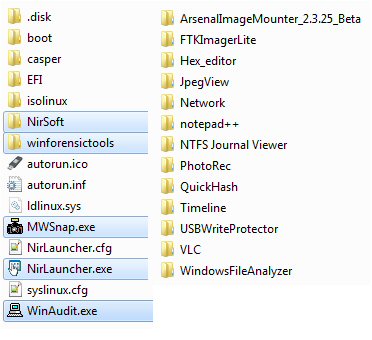 .disk
boot
casper
EFI
isolinux
NirSoft
winforensictools
autorun.ico
autorun.inf
ldlinux.sys
MWSnap.exe
NirLauncher.cfg
NirLauncher.exe
syslinux.cfg
WinAudit.exe
ArsenalImageMounter_2.3.25_Beta
FTKImagerLite
Hex_editor
JpegView
Network
notepad++
NTFS Journal Viewer
PhotoRec
QuickHash
Timeline
USBWriteProtector
VLC
WindowsFileAnalyzer